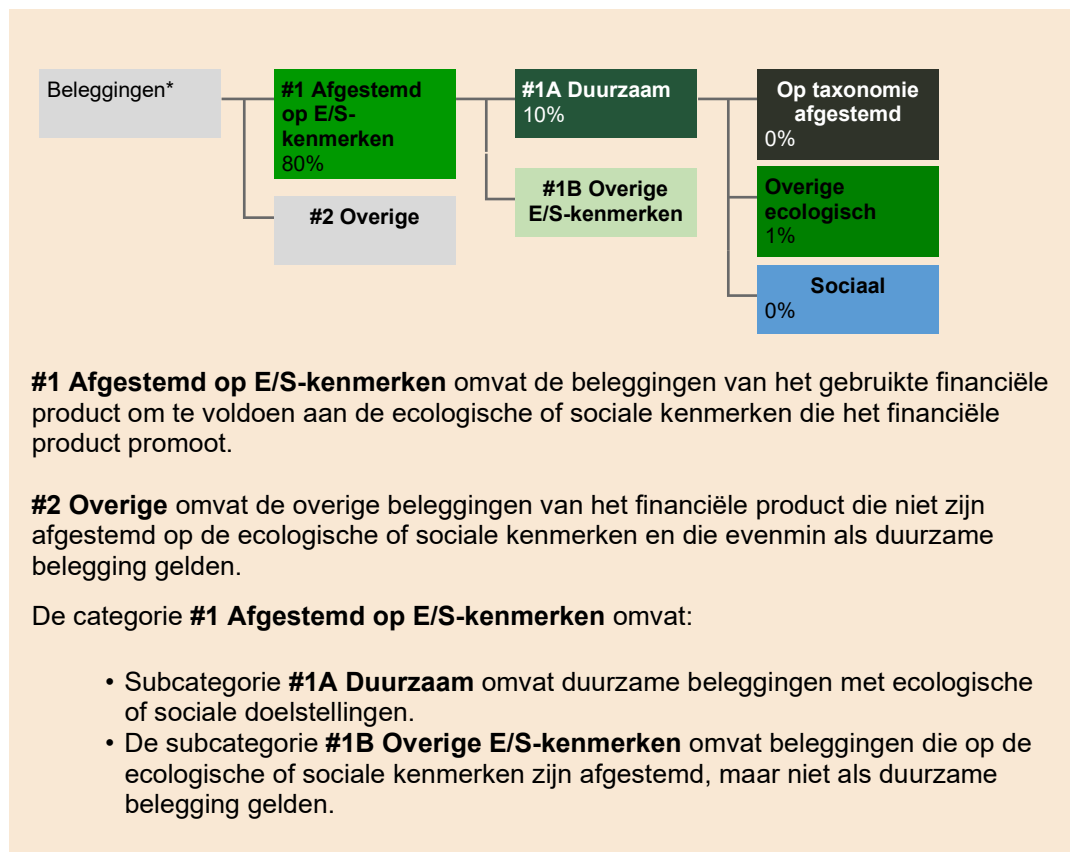 Beleggingen*
#1 Afgestemd
op E/S-
kenmerken
80%
#2 Overige
#1A Duurzaam
10%
#1B Overige
E/S-kenmerken
Op taxonomie
afgestemd
0%
Overige
ecologisch
1%
Sociaal
0%
#1 Afgestemd op E/S-kenmerken omvat de beleggingen van het gebruikte financiële
product om te voldoen aan de ecologische of sociale kenmerken die het financiële
product promoot.
#2 Overige omvat de overige beleggingen van het financiële product die niet zijn
afgestemd op de ecologische of sociale kenmerken en die evenmin als duurzame
belegging gelden.
De categorie #1 Afgestemd op E/S-kenmerken omvat:
• Subcategorie #1A Duurzaam omvat duurzame beleggingen met ecologische
of sociale doelstellingen.
• De subcategorie #1B Overige E/S-kenmerken omvat beleggingen die op de
ecologische of sociale kenmerken zijn afgestemd, maar niet als duurzame
belegging gelden.